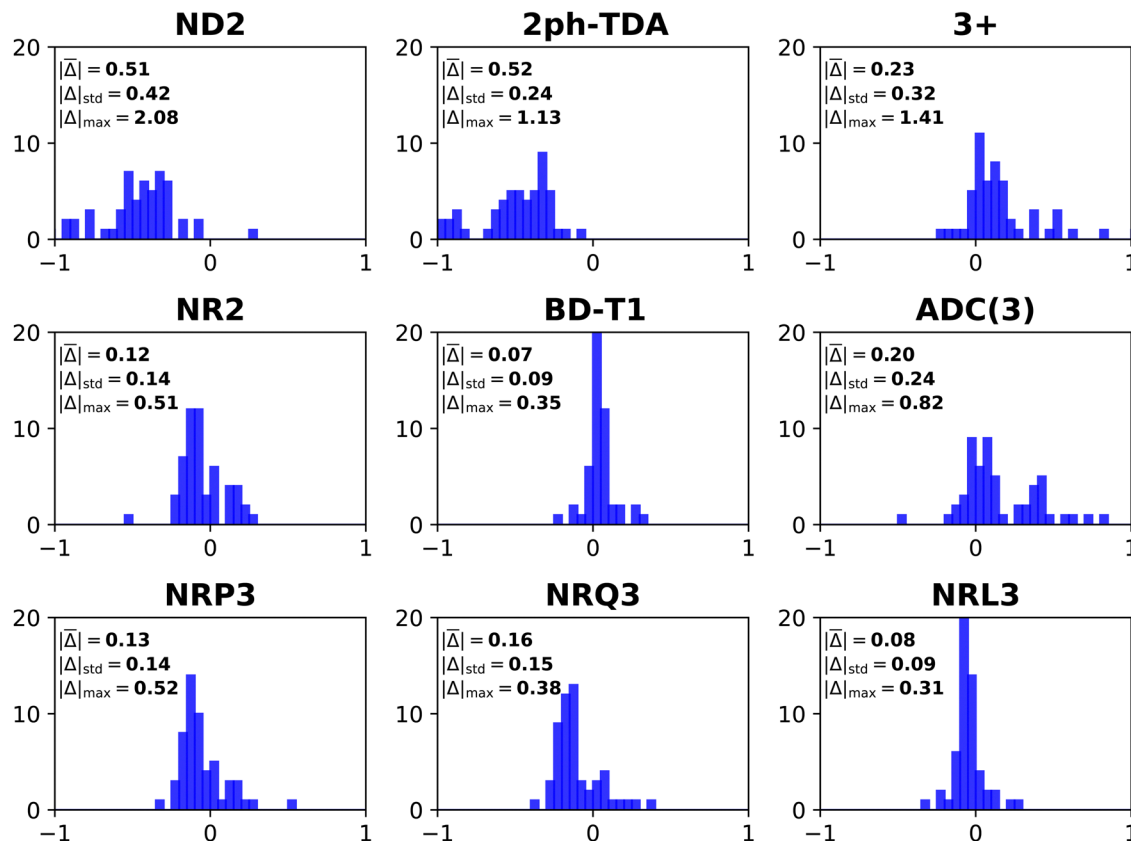 ND2
2ph-TDA
3+
20
|Δ̅| = 0.51
|Δ|std = 0.42
|Δ|max = 2.08
10
0
−1
0
1
|Δ̅| = 0.52
|Δ|std = 0.24
|Δ|max = 1.13
20
10
0
−1
0
1
|Δ̅| = 0.23
|Δ|std = 0.32
|Δ|max = 1.41
20
10
0
−1
0
1
NR2
BD-T1
ADC(3)
20
|Δ̅| = 0.12
|Δ|std = 0.14
|Δ|max = 0.51
10
0
−1
0
1
20
|Δ̅| = 0.07
|Δ|std = 0.09
|Δ|max = 0.35
10
0
−1
0
1
20
|Δ̅| = 0.20
|Δ|std = 0.24
|Δ|max = 0.82
10
0
−1
0
1
NRP3
NRQ3
NRL3
20
|Δ̅| = 0.13
|Δ|std = 0.14
|Δ|max = 0.52
10
0
−1
0
1
20
|Δ̅| = 0.16
|Δ|std = 0.15
|Δ|max = 0.38
10
0
−1
0
1
20
|Δ̅| = 0.08
|Δ|std = 0.09
|Δ|max = 0.31
10
0
−1
0
1